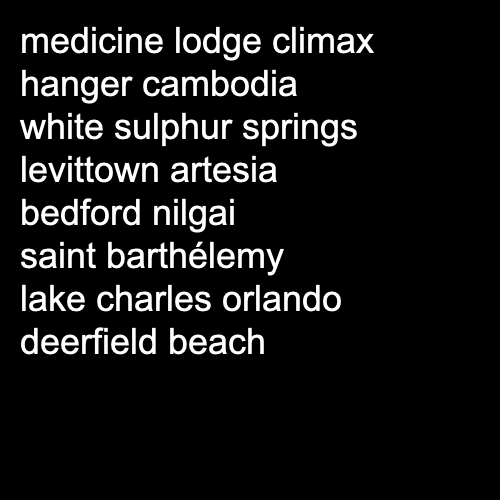 medicine lodge climax
hanger cambodia
white sulphur springs
levittown artesia
bedford nilgai
saint barthélemy
lake charles orlando
deerfield beach